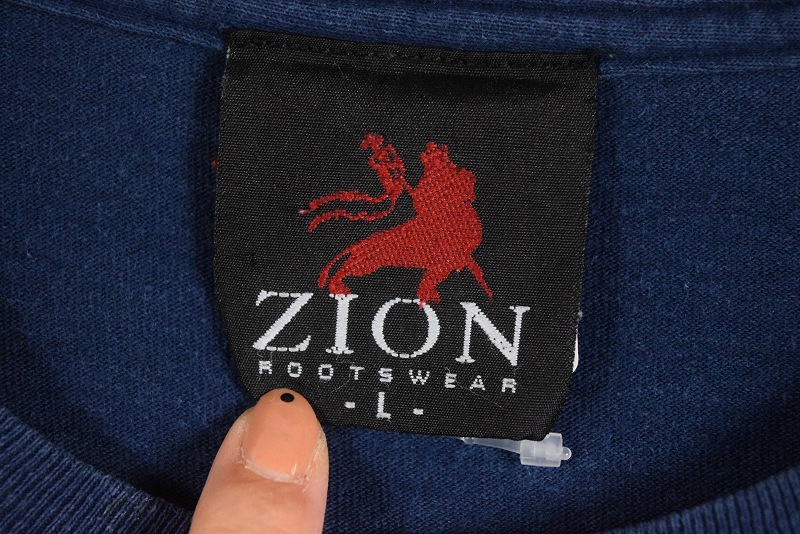 ZION
ROOTSWEAR
- L -